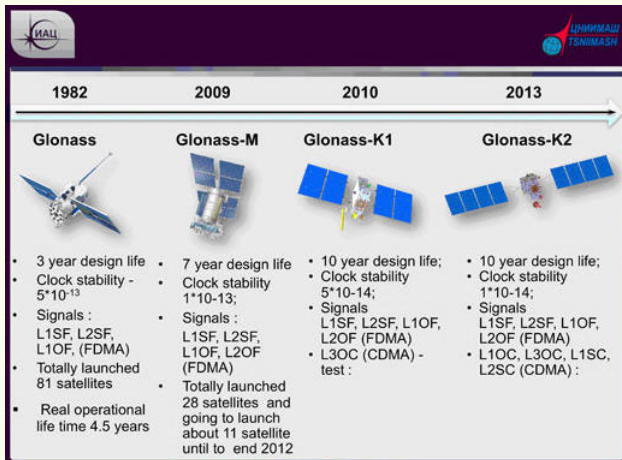 ИАЦ
ЦНИИМАШ
TSNIIMASH
1982
2009
2010
2013
Glonass
Glonass-M
Glonass-K1
Glonass-K2
• 3 year design life
• Clock stability -
5*10-13
• Signals :
L1SF, L2SF,
L1OF, (FDMA)
• Totally launched
81 satellites
▪ Real operational
life time 4.5 years
• 7 year design life
• Clock stability
1*10-13;
• Signals :
L1SF, L2SF,
L1OF, L2OF
(FDMA)
• Totally launched
28 satellites and
going to launch
about 11 satellite
until to end 2012
• 10 year design life;
• Clock stability
5*10-14;
• Signals
L1SF, L2SF, L1OF,
L2OF (FDMA)
• L3OC (CDMA) -
test :
• 10 year design life;
• Clock stability
1*10-14;
• Signals
L1SF, L2SF, L1OF,
L2OF (FDMA)
• L1OC, L3OC, L1SC,
L2SC (CDMA) :